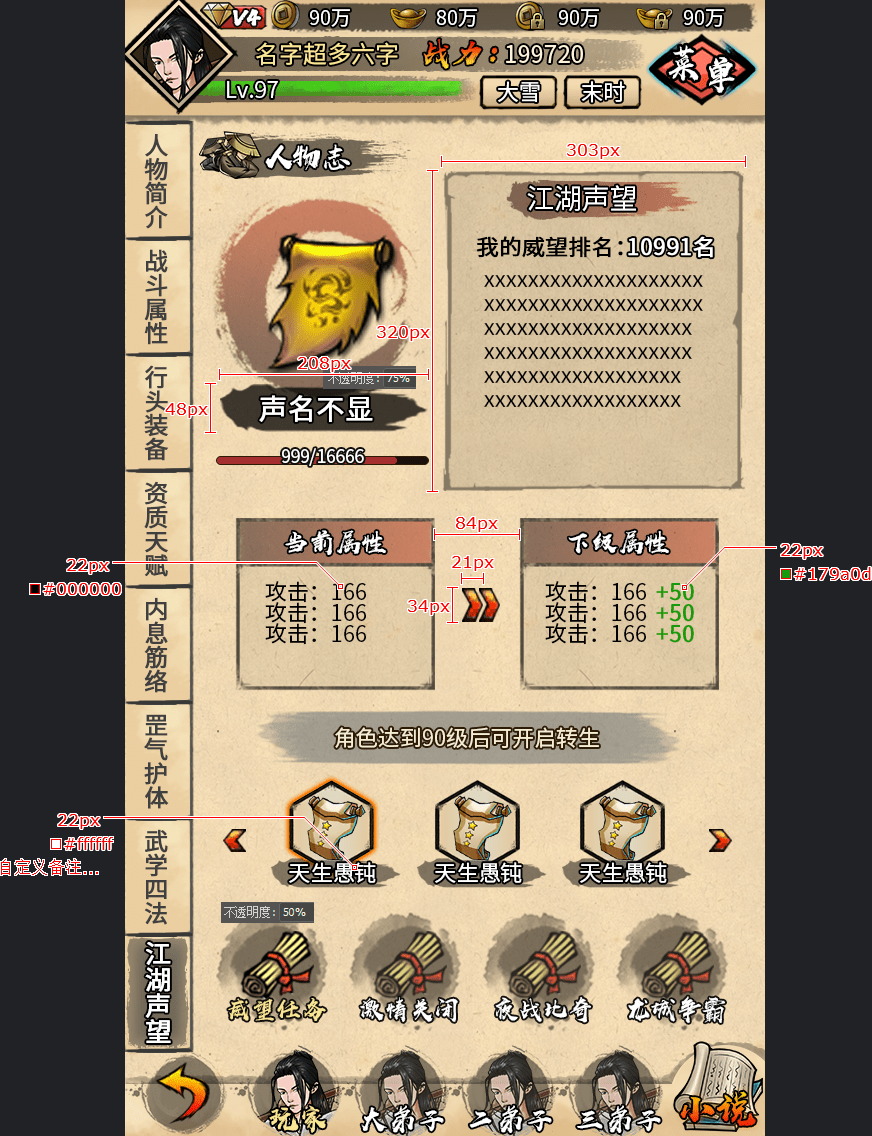 V4 90万 80万 90万 90万
名字超多六字 战力：199720
菜单
Lv.97 大雪 末时
人物简介
战斗属性
行头装备
资质天赋
内息筋络
罡气护体
武学四法
江湖声望
人物志
303px
江湖声望
我的威望排名:10991名
xxxxxxxxxxxxxxxxxxxx
xxxxxxxxxxxxxxxxxxxx
xxxxxxxxxxxxxxxxxxx
xxxxxxxxxxxxxxxxxxx
xxxxxxxxxxxxxxxxxx
xxxxxxxxxxxxxxxxxx
320px
208px
不透明度：75%
48px
声名不显
999/16666
84px
当前属性
下级属性
21px
34px
22px
#000000
22px
#179a0d
攻击：166
攻击：166
攻击：166
攻击：166 +50
攻击：166 +50
攻击：166 +50
角色达到90级后可开启转生
22px
#ffffff
自定义备注...
天生愚钝 天生愚钝 天生愚钝
不透明度：50%
威望任务 激情关闭 夜战比奇 龙城争霸
玩家 大弟子 二弟子 三弟子 小说